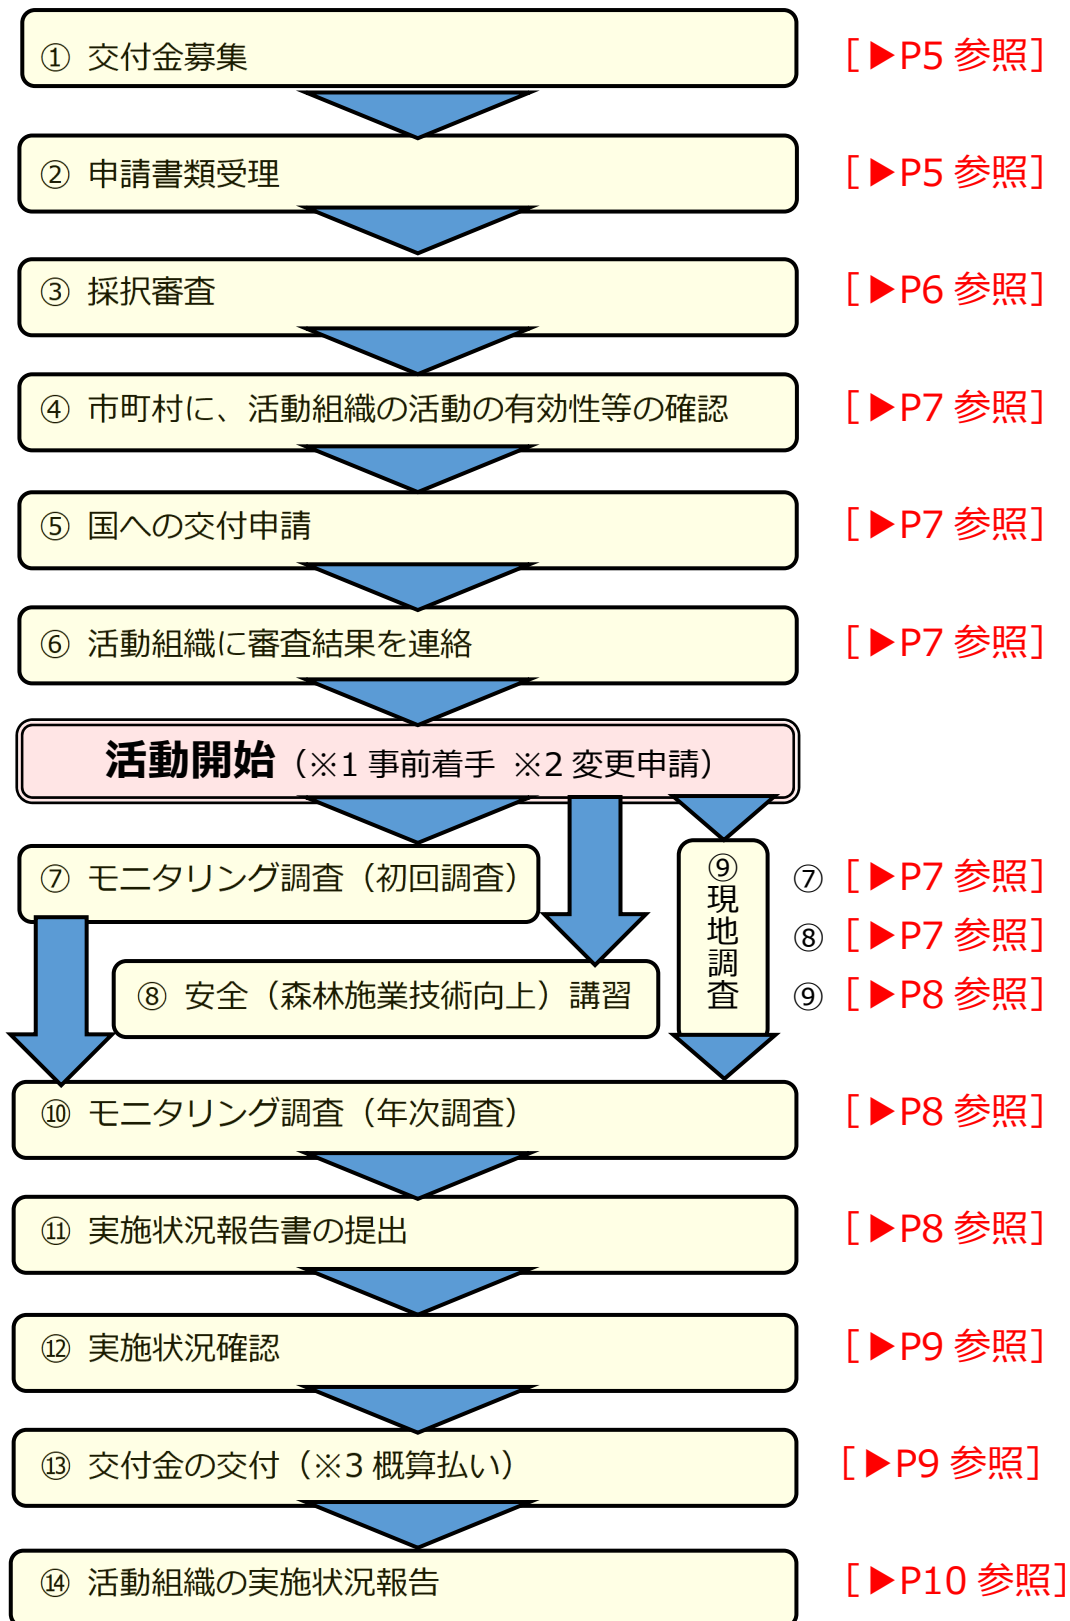 ① 交付金募集 ［▶P5 参照］
② 申請書類受理 ［▶P5 参照］
③ 採択審査 ［▶P6 参照］
④ 市町村に、活動組織の活動の有効性等の確認 ［▶P7 参照］
⑤ 国への交付申請 ［▶P7 参照］
⑥ 活動組織に審査結果を連絡 ［▶P7 参照］
活動開始（※1 事前着手 ※2 変更申請）
⑦ モニタリング調査（初回調査）
⑧ 安全（森林施業技術向上）講習
⑨現地調査
⑦ ［▶P7 参照］
⑧ ［▶P7 参照］
⑨ ［▶P8 参照］
⑩ モニタリング調査（年次調査） ［▶P8 参照］
⑪ 実施状況報告書の提出 ［▶P8 参照］
⑫ 実施状況確認 ［▶P9 参照］
⑬ 交付金の交付（※3 概算払い） ［▶P9 参照］
⑭ 活動組織の実施状況報告 ［▶P10 参照］